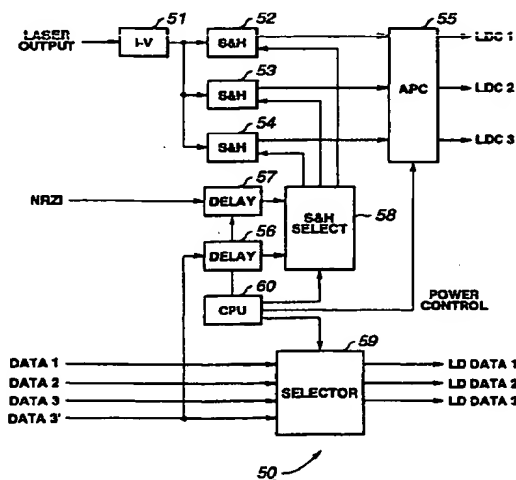 51 52 55
LASER OUTPUT I-V S&H LDC 1
53
S&H APC LDC 2
54
S&H LDC 3
57
NRZI DELAY S&H SELECT 58
56
DELAY
60
CPU POWER CONTROL
59
DATA 1 LD DATA 1
DATA 2 SELECTOR LD DATA 2
DATA 3 LD DATA 3
DATA 3'
50